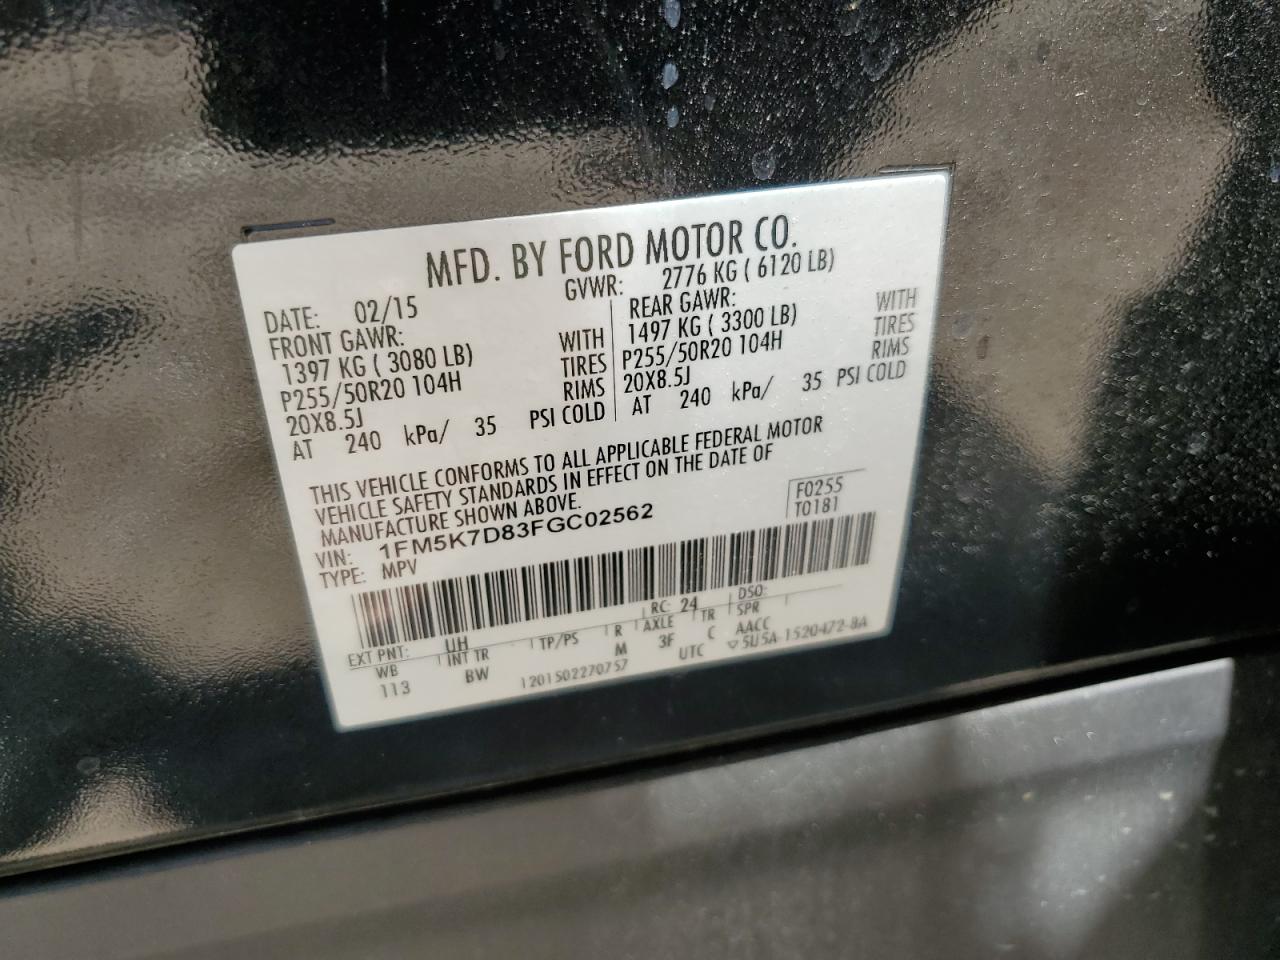 MFD. BY FORD MOTOR CO.
DATE: 02/15 GVWR: 2776 KG ( 6120 LB)
FRONT GAWR: REAR GAWR:
1397 KG ( 3080 LB) WITH 1497 KG ( 3300 LB) WITH
P255/50R20 104H TIRES P255/50R20 104H TIRES
20X8.5J RIMS 20X8.5J RIMS
AT 240 kPa/ 35 PSI COLD AT 240 kPa/ 35 PSI COLD
THIS VEHICLE CONFORMS TO ALL APPLICABLE FEDERAL MOTOR
VEHICLE SAFETY STANDARDS IN EFFECT ON THE DATE OF
MANUFACTURE SHOWN ABOVE.
VIN: 1FM5K7D83FGC02562 F0255
TYPE: MPV T0181
EXT PNT: UH RC: 24 DSO:
WB INT TR TP/PS R AXLE TR SPR
113 BW M 3F C AACC
1201502270757 UTC ▽5U5A-1520472-BA